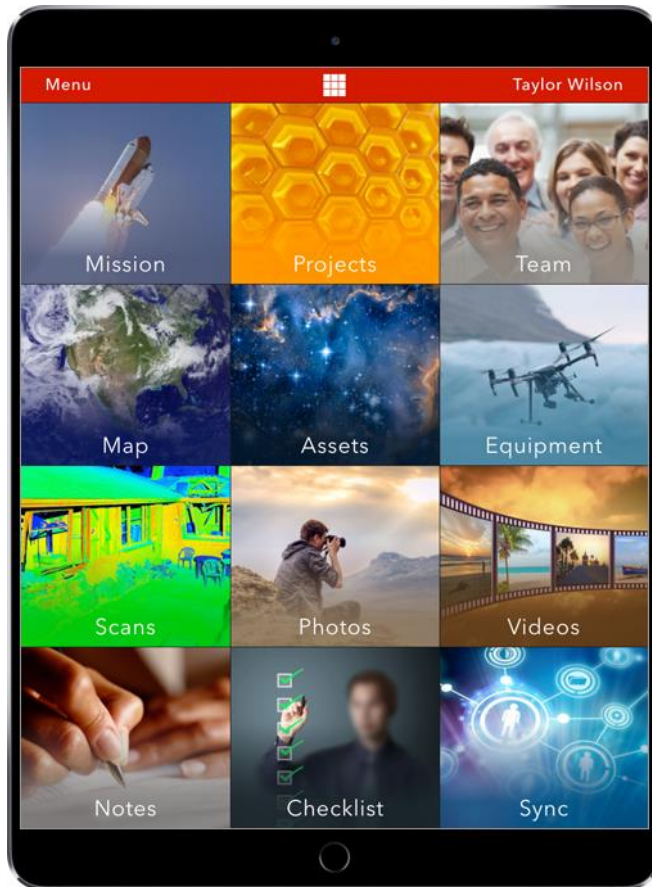 Menu
Taylor Wilson
Mission
Projects
Team
Map
Assets
Equipment
Scans
Photos
Videos
Notes
Checklist
Sync